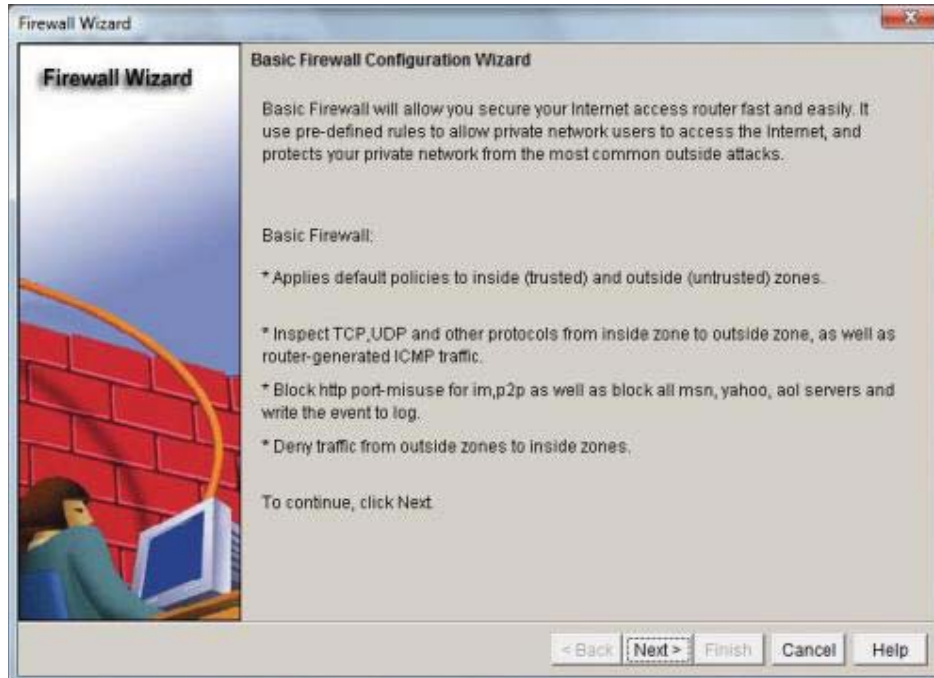 Firewall Wizard
Firewall Wizard
Basic Firewall Configuration Wizard
Basic Firewall will allow you secure your Internet access router fast and easily. It
use pre-defined rules to allow private network users to access the Internet, and
protects your private network from the most common outside attacks.
Basic Firewall:
* Applies default policies to inside (trusted) and outside (untrusted) zones.
* Inspect TCP,UDP and other protocols from inside zone to outside zone, as well as
router-generated ICMP traffic.
* Block http port-misuse for im,p2p as well as block all msn, yahoo, aol servers and
write the event to log.
* Deny traffic from outside zones to inside zones.
To continue, click Next.
< Back Next > Finish Cancel Help